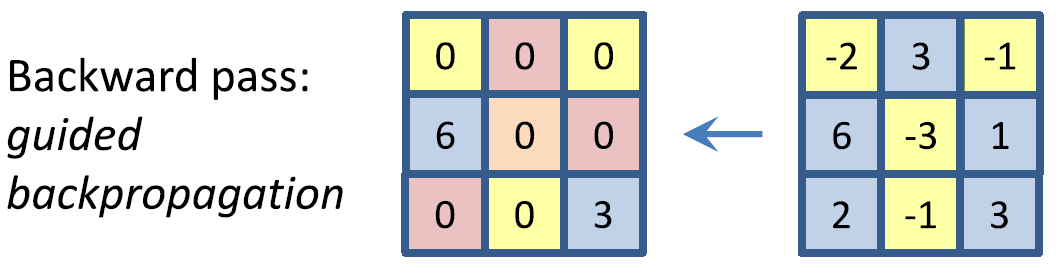 Backward pass:
guided
backpropagation
0 0 0
6 0 0
0 0 3
-2 3 -1
6 -3 1
2 -1 3